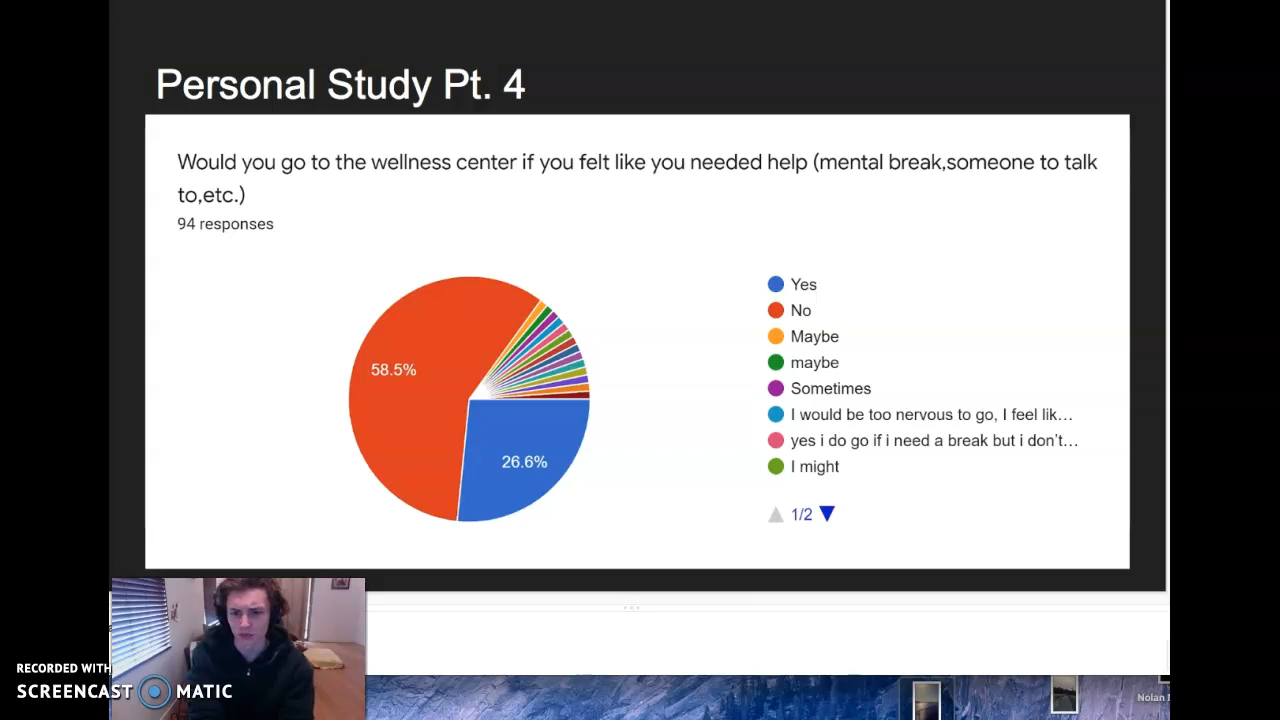 Personal Study Pt. 4
Would you go to the wellness center if you felt like you needed help (mental break,someone to talk
to,etc.)
94 responses
58.5%
26.6%
Yes
No
Maybe
maybe
Sometimes
I would be too nervous to go, I feel lik…
yes i do go if i need a break but i don't…
I might
1/2
RECORDED WITH
SCREENCAST MATIC
Nolan